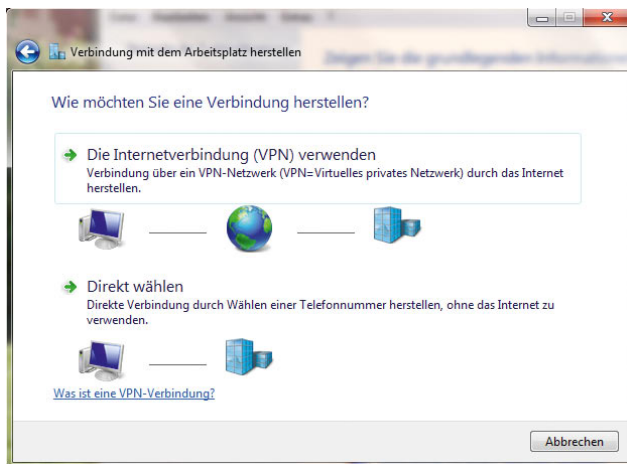 Verbindung mit dem Arbeitsplatz herstellen
Wie möchten Sie eine Verbindung herstellen?
Die Internetverbindung (VPN) verwenden
Verbindung über ein VPN-Netzwerk (VPN=Virtuelles privates Netzwerk) durch das Internet
herstellen.
Direkt wählen
Direkte Verbindung durch Wählen einer Telefonnummer herstellen, ohne das Internet zu
verwenden.
Was ist eine VPN-Verbindung?
Abbrechen